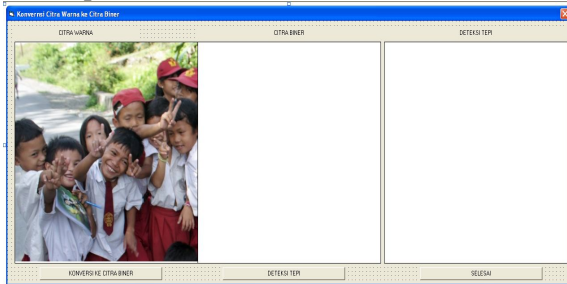 Konversi Citra Warna ke Citra Biner
CITRA WARNA
CITRA BINER
DETEKSI TEPI
KONVERSI KE CITRA BINER
DETEKSI TEPI
SELESAI